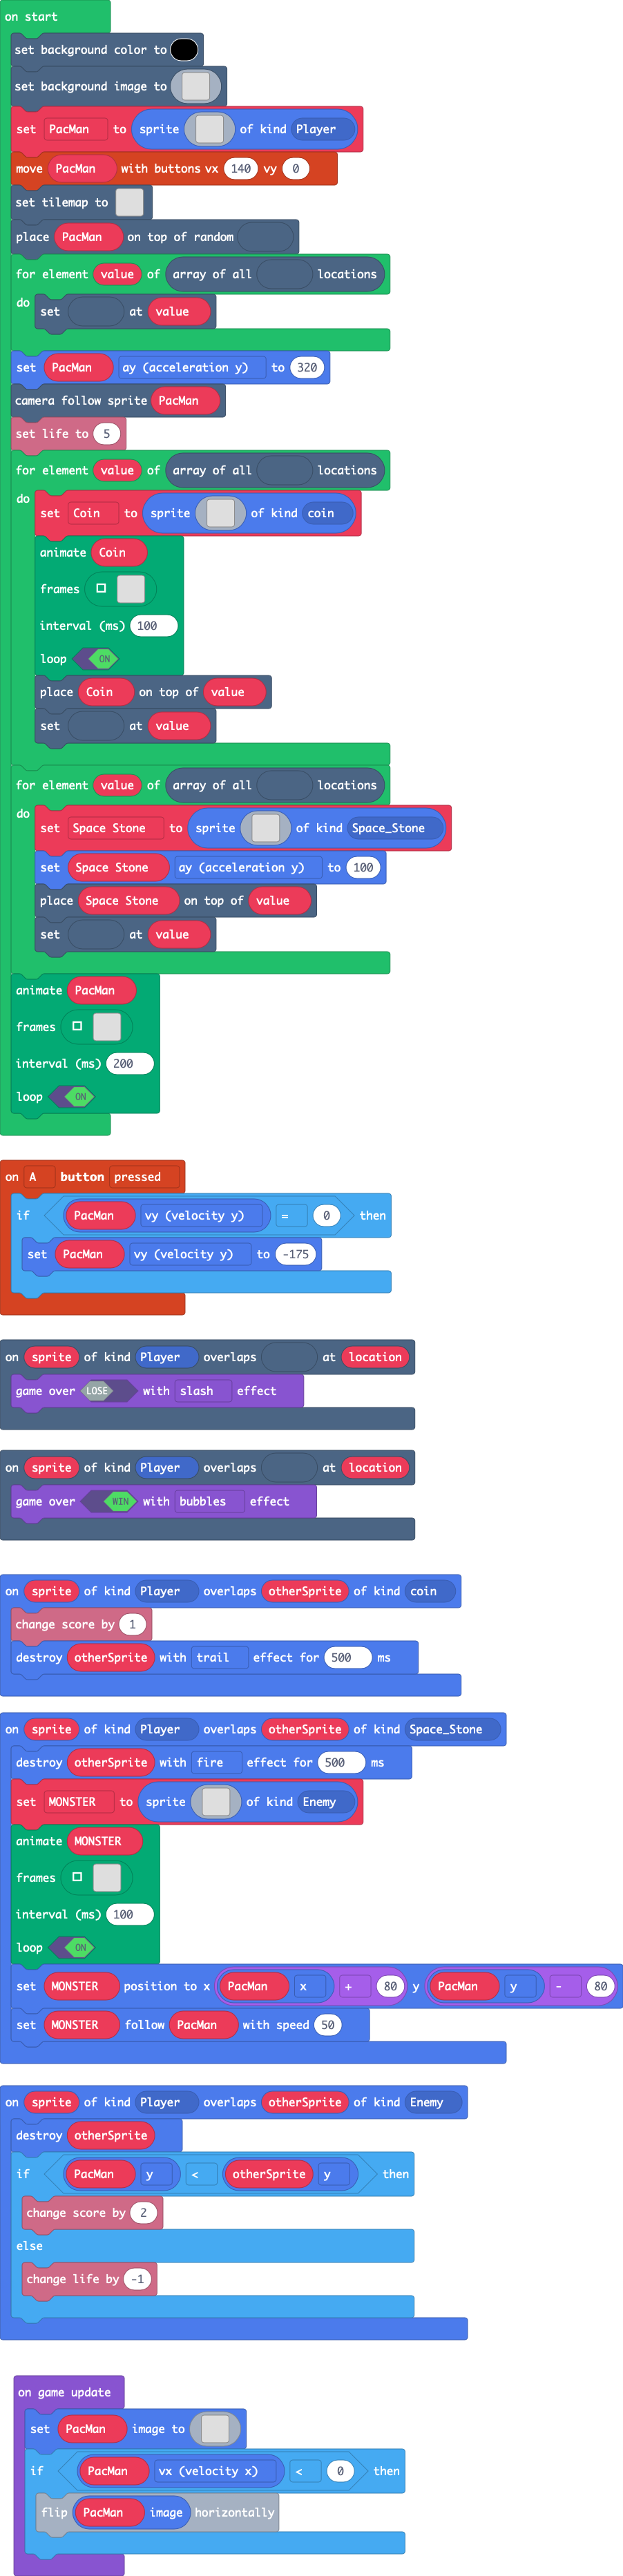 on start
set background color to
set background image to
set PacMan to sprite of kind Player
move PacMan with buttons vx 140 vy 0
set tilemap to
place PacMan on top of random
for element value of array of all locations
do
set at value
set PacMan ay (acceleration y) to 320
camera follow sprite PacMan
set life to 5
for element value of array of all locations
do
set Coin to sprite of kind coin
animate Coin
frames
interval (ms) 100
loop ON
place Coin on top of value
set at value
for element value of array of all locations
do
set Space Stone to sprite of kind Space_Stone
set Space Stone ay (acceleration y) to 100
place Space Stone on top of value
set at value
animate PacMan
frames
interval (ms) 200
loop ON
on A button pressed
if PacMan vy (velocity y) = 0 then
set PacMan vy (velocity y) to -175
on sprite of kind Player overlaps at location
game over LOSE with slash effect
on sprite of kind Player overlaps at location
game over WIN with bubbles effect
on sprite of kind Player overlaps otherSprite of kind coin
change score by 1
destroy otherSprite with trail effect for 500 ms
on sprite of kind Player overlaps otherSprite of kind Space_Stone
destroy otherSprite with fire effect for 500 ms
set MONSTER to sprite of kind Enemy
animate MONSTER
frames
interval (ms) 100
loop ON
set MONSTER position to x PacMan x + 80 y PacMan y - 80
set MONSTER follow PacMan with speed 50
on sprite of kind Player overlaps otherSprite of kind Enemy
destroy otherSprite
if PacMan y < otherSprite y then
change score by 2
else
change life by -1
on game update
set PacMan image to
if PacMan vx (velocity x) < 0 then
flip PacMan image horizontally